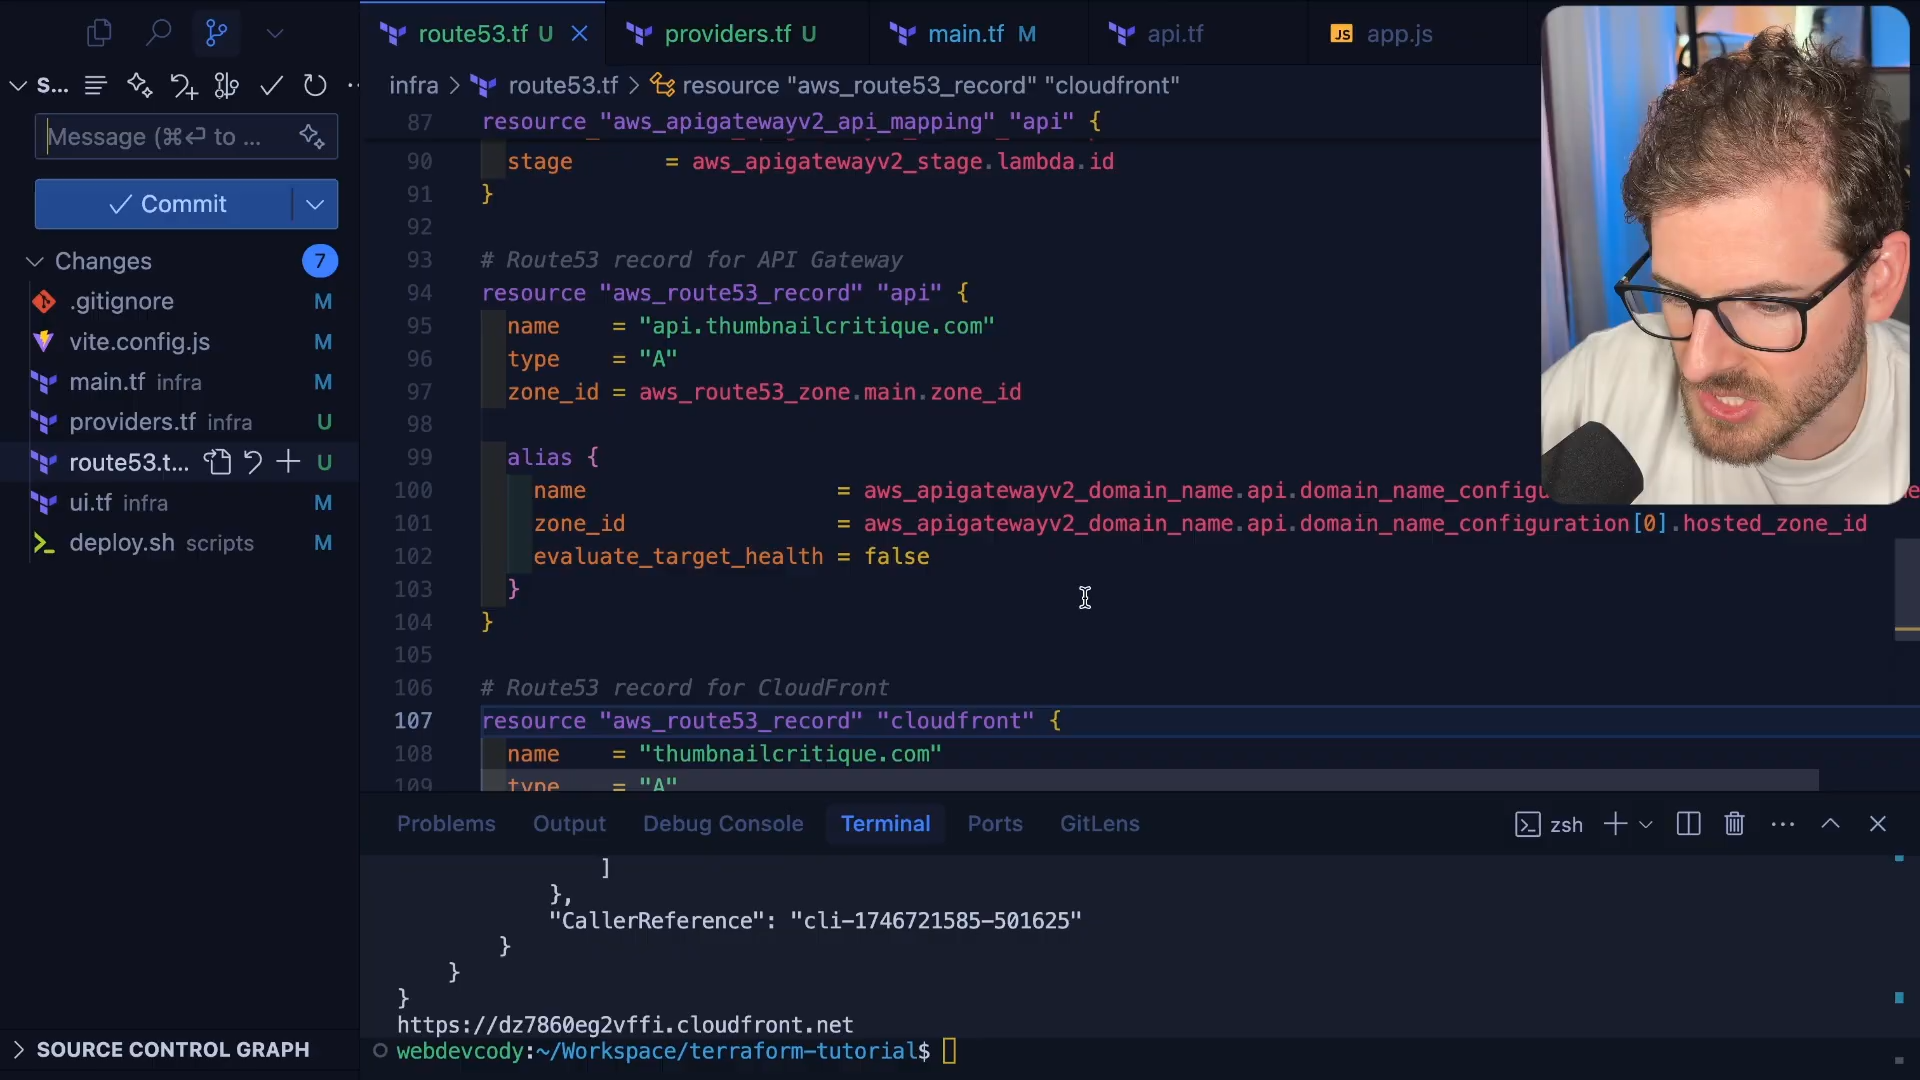 route53.tf U
providers.tf U
main.tf M
api.tf
JS app.js
S...
infra > route53.tf > resource "aws_route53_record" "cloudfront"
Message (⌘⏎ to ...
Commit
Changes 7
.gitignore M
vite.config.js M
main.tf infra M
providers.tf infra U
route53.t... U
ui.tf infra M
deploy.sh scripts M
SOURCE CONTROL GRAPH
87 resource "aws_apigatewayv2_api_mapping" "api" {
90 stage = aws_apigatewayv2_stage.lambda.id
91 }
92
93 # Route53 record for API Gateway
94 resource "aws_route53_record" "api" {
95 name = "api.thumbnailcritique.com"
96 type = "A"
97 zone_id = aws_route53_zone.main.zone_id
98
99 alias {
100 name = aws_apigatewayv2_domain_name.api.domain_name_configu
101 zone_id = aws_apigatewayv2_domain_name.api.domain_name_configuration[0].hosted_zone_id
102 evaluate_target_health = false
103 }
104 }
105
106 # Route53 record for CloudFront
107 resource "aws_route53_record" "cloudfront" {
108 name = "thumbnailcritique.com"
109 type = "A"
Problems Output Debug Console Terminal Ports GitLens
zsh
]
},
"CallerReference": "cli-1746721585-501625"
}
}
}
https://dz7860eg2vffi.cloudfront.net
webdevcody:~/Workspace/terraform-tutorial$